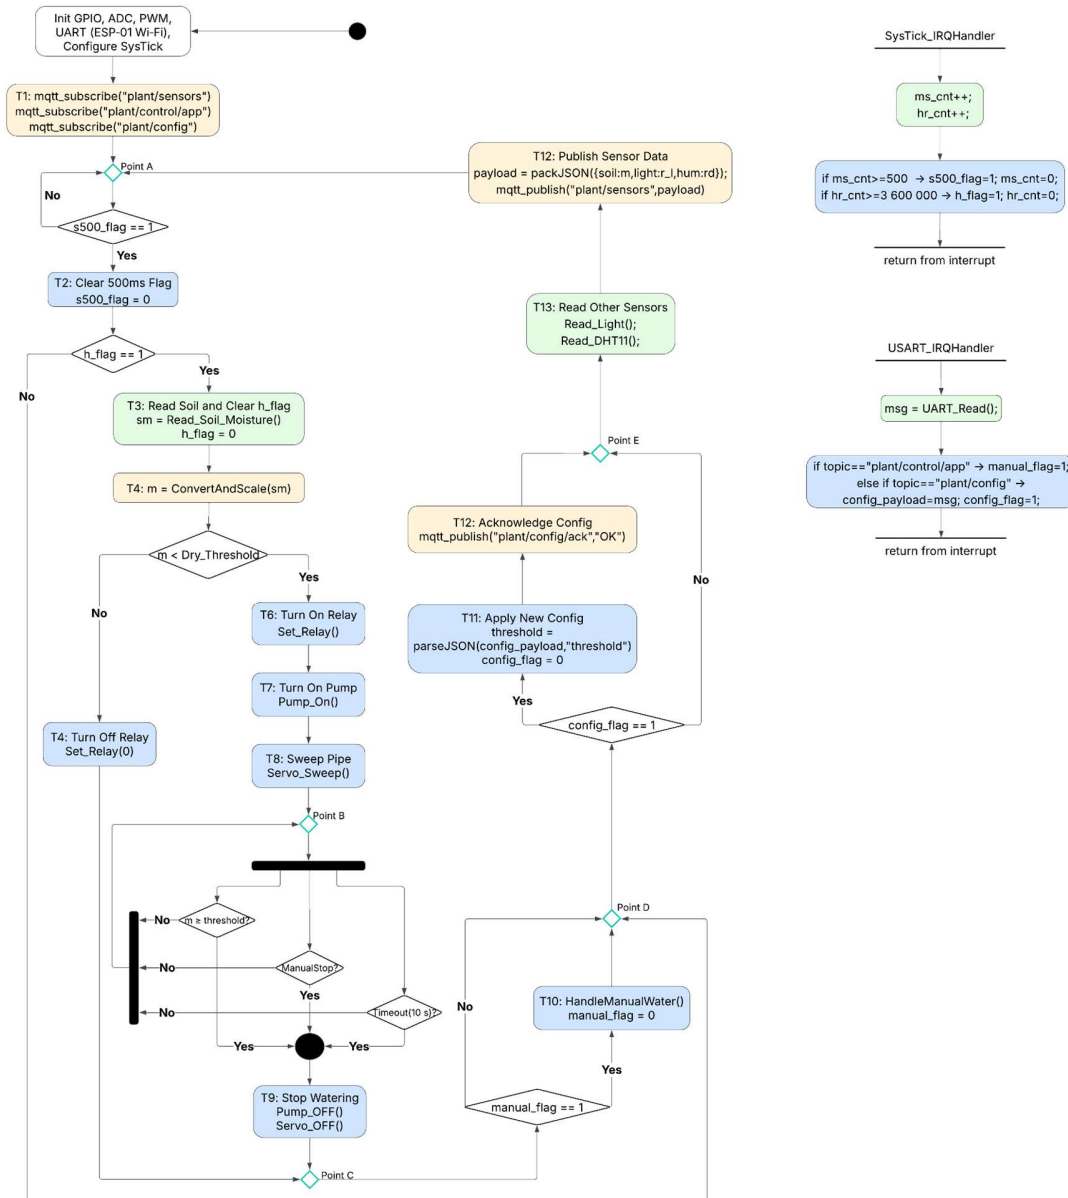 Init GPIO, ADC, PWM,
UART (ESP-01 Wi-Fi),
Configure SysTick
T1: mqtt_subscribe("plant/sensors")
mqtt_subscribe("plant/control/app")
mqtt_subscribe("plant/config")
Point A
No
s500_flag == 1
Yes
T2: Clear 500ms Flag
s500_flag = 0
h_flag == 1
Yes
No
T3: Read Soil and Clear h_flag
sm = Read_Soil_Moisture()
h_flag = 0
T4: m = ConvertAndScale(sm)
m < Dry_Threshold
Yes
No
T6: Turn On Relay
Set_Relay()
T7: Turn On Pump
Pump_On()
T4: Turn Off Relay
Set_Relay(0)
T8: Sweep Pipe
Servo_Sweep()
Point B
No
m ≥ threshold?
No
ManualStop?
Yes
No
Timeout(10 s)?
Yes
Yes
T9: Stop Watering
Pump_OFF()
Servo_OFF()
Point C
T12: Publish Sensor Data
payload = packJSON({soil:m,light:r_l,hum:rd});
mqtt_publish("plant/sensors",payload)
T13: Read Other Sensors
Read_Light();
Read_DHT11();
Point E
T12: Acknowledge Config
mqtt_publish("plant/config/ack","OK")
No
T11: Apply New Config
threshold =
parseJSON(config_payload,"threshold")
config_flag = 0
Yes
config_flag == 1
Point D
No
T10: HandleManualWater()
manual_flag = 0
Yes
manual_flag == 1
SysTick_IRQHandler
ms_cnt++;
hr_cnt++;
if ms_cnt>=500 → s500_flag=1; ms_cnt=0;
if hr_cnt>=3 600 000 → h_flag=1; hr_cnt=0;
return from interrupt
USART_IRQHandler
msg = UART_Read();
if topic=="plant/control/app" → manual_flag=1;
else if topic=="plant/config" →
config_payload=msg; config_flag=1;
return from interrupt